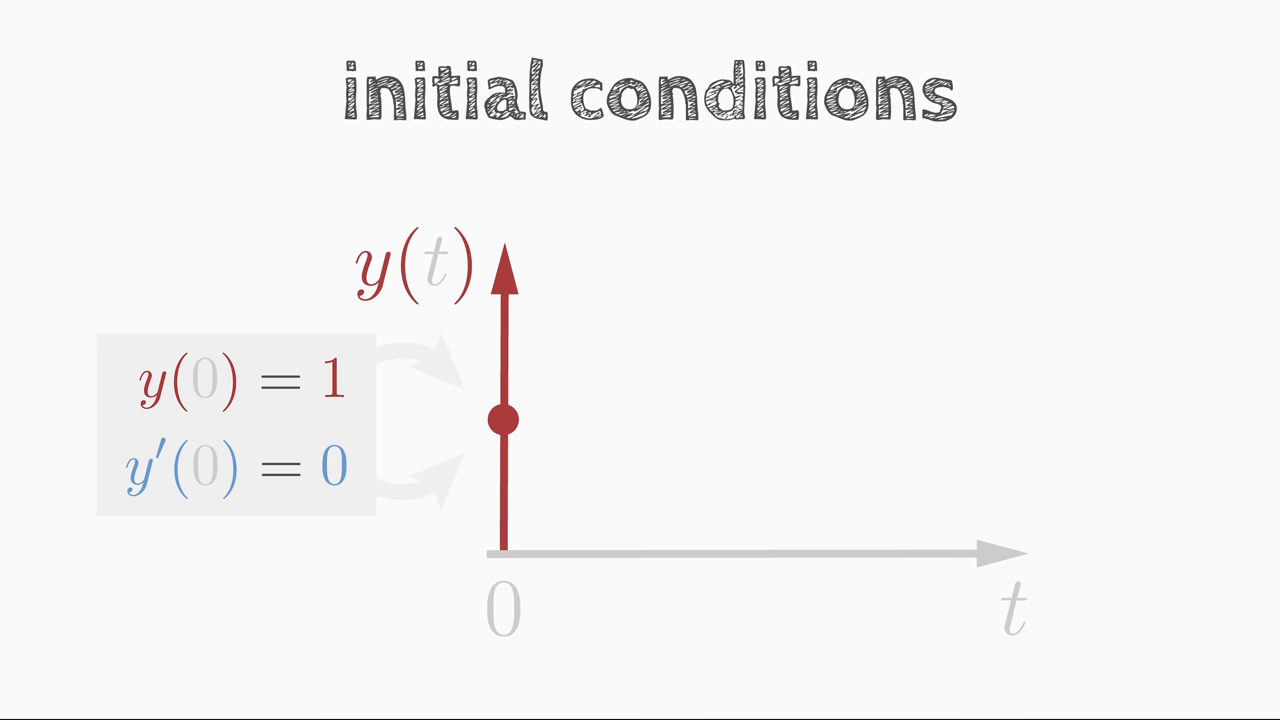 initial conditions
y(t)
y(0) = 1
y′(0) = 0
0
t